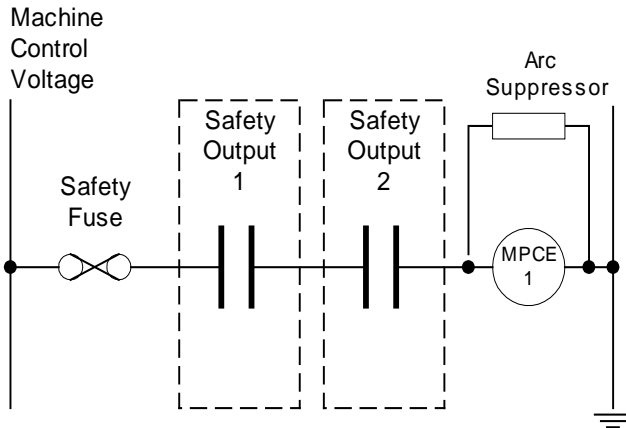 Machine
Control
Voltage
Arc
Suppressor
Safety
Output
1
Safety
Output
2
Safety
Fuse
MPCE
1